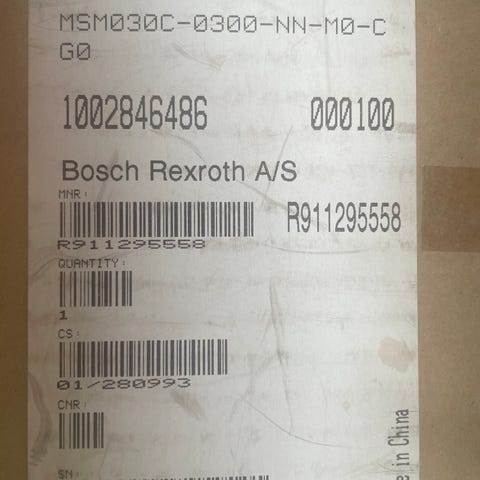 MSM030C-0300-NN-M0-C
G0
1002846486 000100
Bosch Rexroth A/S
MNR:
R911295558
R911295558
QUANTITY:
1
CS:
01/280993
CNR:
SN
in China